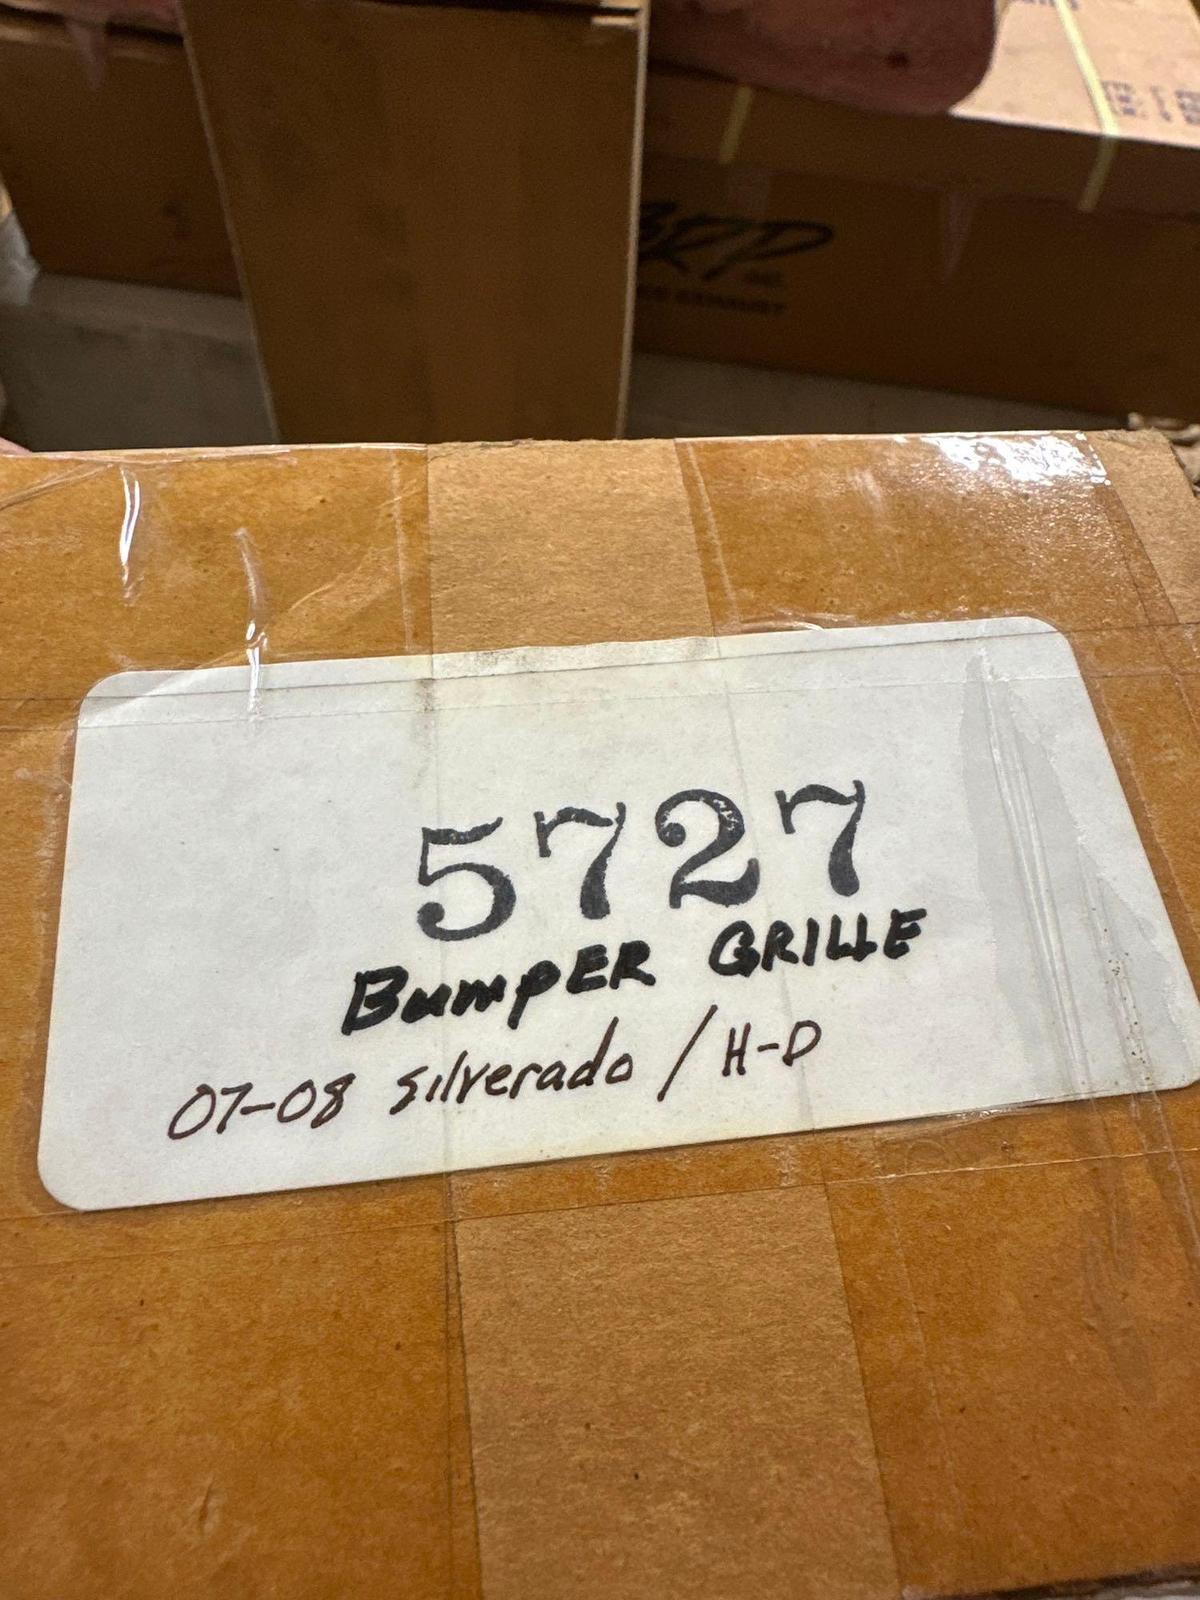 5727
BumpER GRILLE
07-08 Silverado / H-D